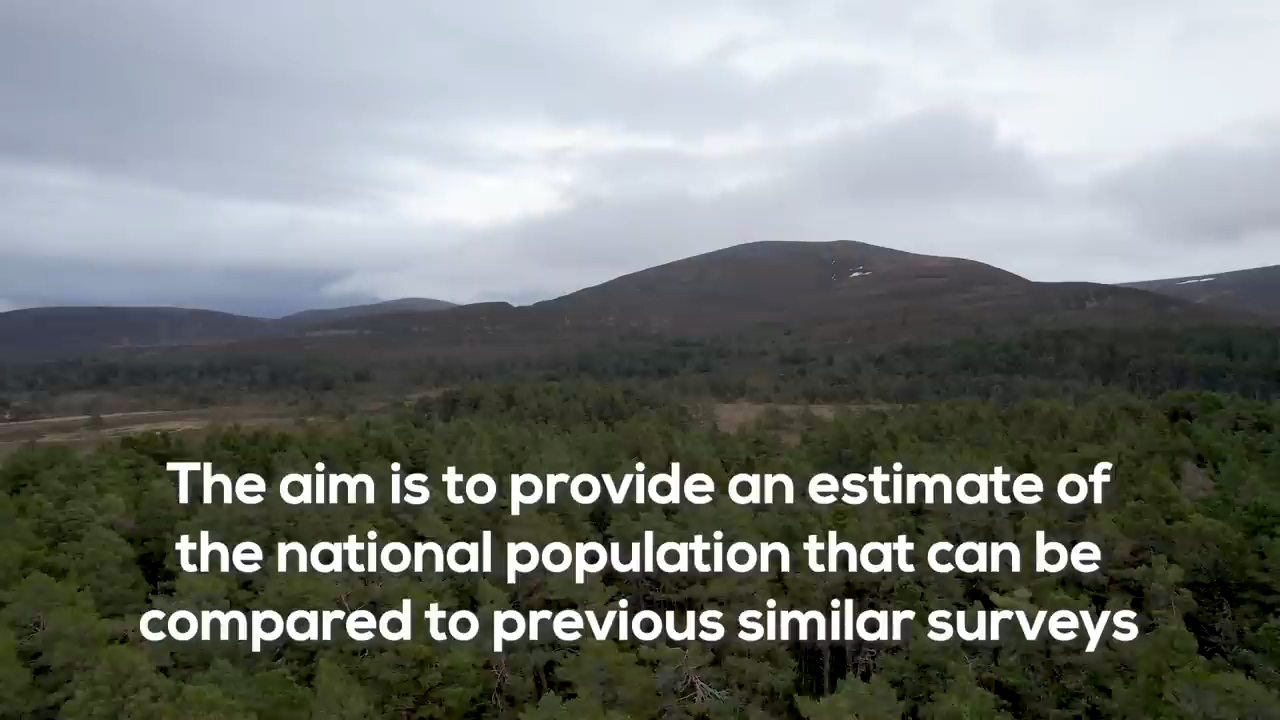 The aim is to provide an estimate of
the national population that can be
compared to previous similar surveys